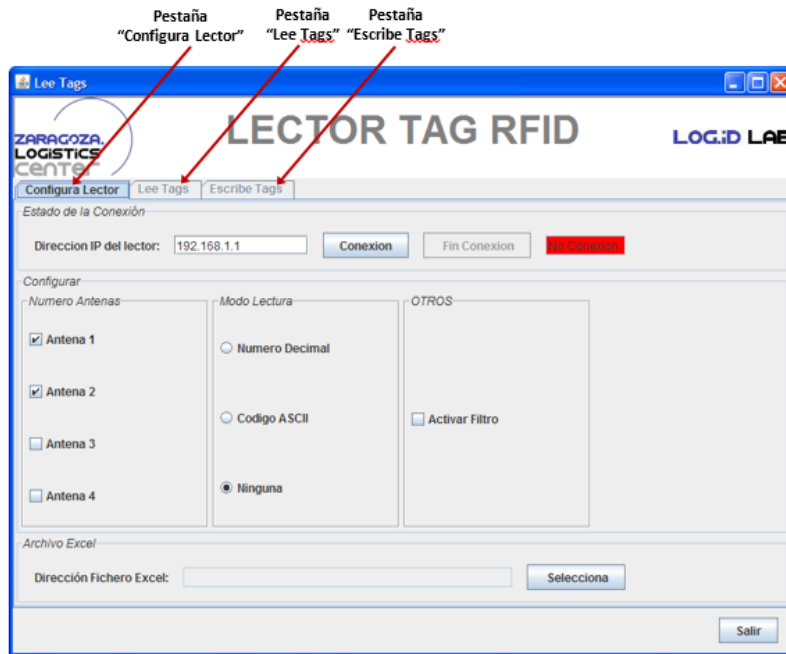 Pestaña
“Configura Lector”
Pestaña
“Lee Tags”
Pestaña
“Escribe Tags”
Lee Tags
ZARAGOZA.
LOGISTICS
CENTER
LECTOR TAG RFID
LOG.iD LAB
Configura Lector
Lee Tags
Escribe Tags
Estado de la Conexión
Direccion IP del lector:
192.168.1.1
Conexion
Fin Conexion
No Conexion
Configurar
Numero Antenas
Modo Lectura
OTROS
Antena 1
Numero Decimal
Antena 2
Codigo ASCII
Activar Filtro
Antena 3
Antena 4
Ninguna
Archivo Excel
Dirección Fichero Excel:
Selecciona
Salir